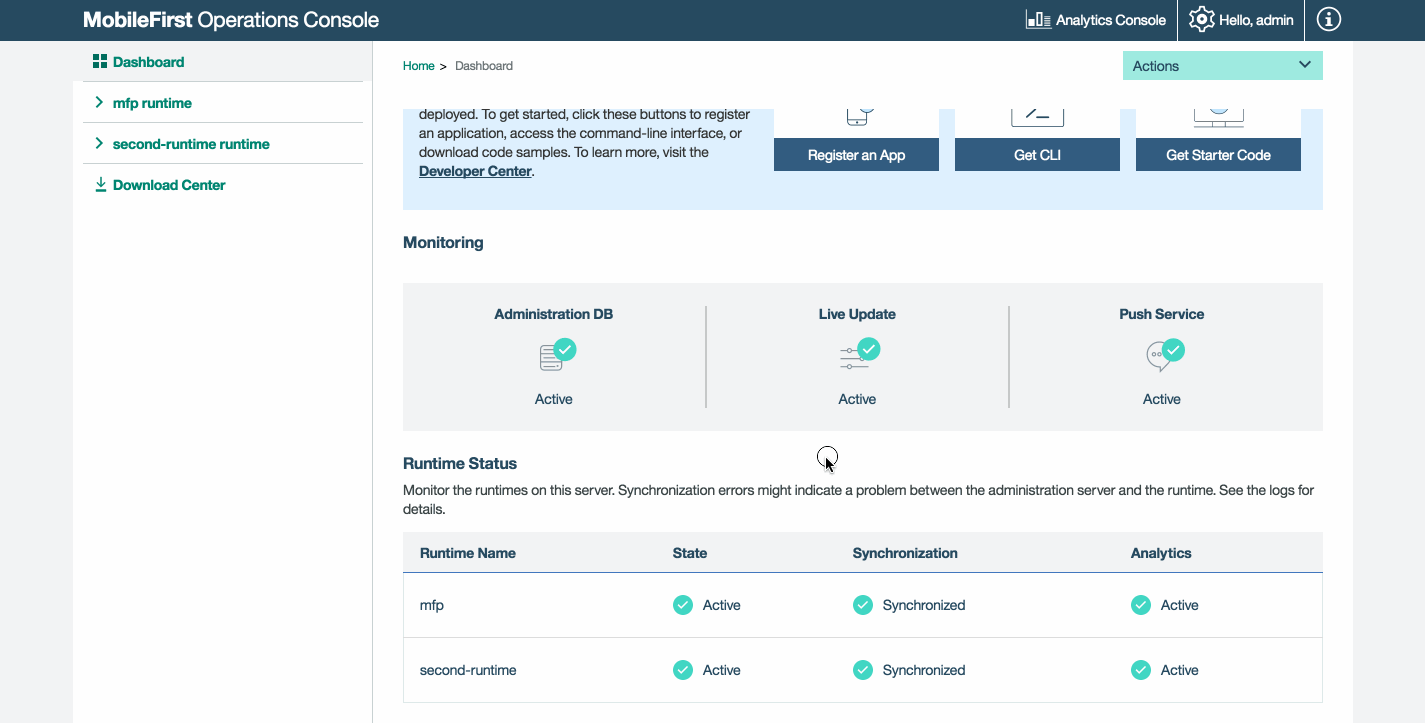 MobileFirst Operations Console
Analytics Console
Hello, admin
Dashboard
mfp runtime
second-runtime runtime
Download Center
Home > Dashboard
Actions
deployed. To get started, click these buttons to register
an application, access the command-line interface, or
download code samples. To learn more, visit the
Developer Center.
Register an App
Get CLI
Get Starter Code
Monitoring
Administration DB
Live Update
Push Service
Active
Active
Active
Runtime Status
Monitor the runtimes on this server. Synchronization errors might indicate a problem between the administration server and the runtime. See the logs for
details.
Runtime Name State Synchronization Analytics
mfp Active Synchronized Active
second-runtime Active Synchronized Active